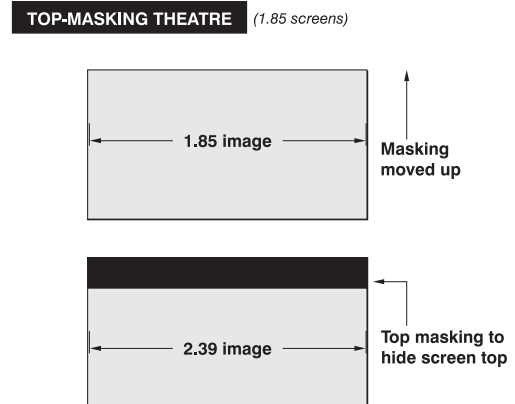 TOP-MASKING THEATRE (1.85 screens)
1.85 image
Masking
moved up
2.39 image
Top masking to
hide screen top